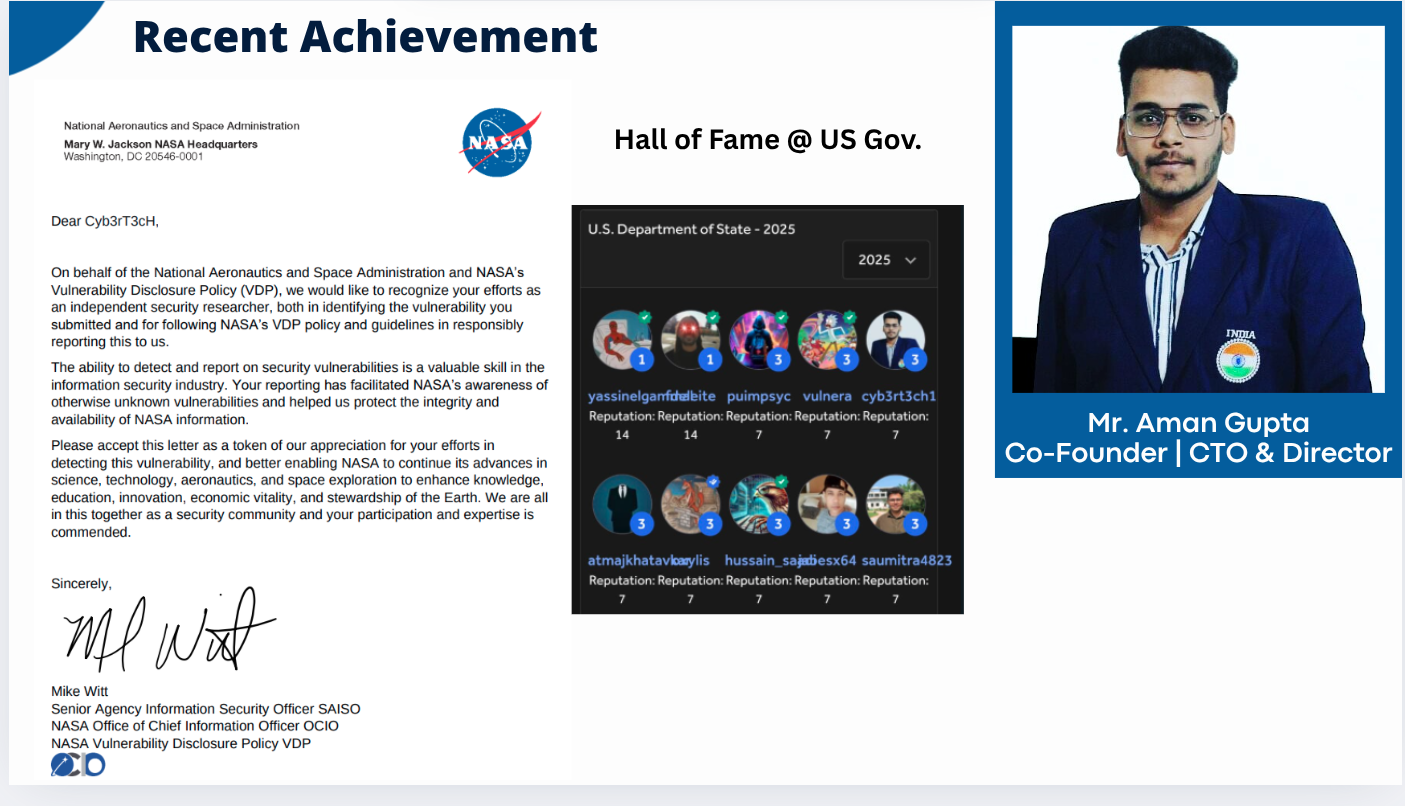 Recent Achievement
National Aeronautics and Space Administration
Mary W. Jackson NASA Headquarters
Washington, DC 20546-0001
NASA
Dear Cyb3rT3cH,
On behalf of the National Aeronautics and Space Administration and NASA's
Vulnerability Disclosure Policy (VDP), we would like to recognize your efforts as
an independent security researcher, both in identifying the vulnerability you
submitted and for following NASA's VDP policy and guidelines in responsibly
reporting this to us.
The ability to detect and report on security vulnerabilities is a valuable skill in the
information security industry. Your reporting has facilitated NASA's awareness of
otherwise unknown vulnerabilities and helped us protect the integrity and
availability of NASA information.
Please accept this letter as a token of our appreciation for your efforts in
detecting this vulnerability, and better enabling NASA to continue its advances in
science, technology, aeronautics, and space exploration to enhance knowledge,
education, innovation, economic vitality, and stewardship of the Earth. We are all
in this together as a security community and your participation and expertise is
commended.
Sincerely,
Mike Witt
Senior Agency Information Security Officer SAISO
NASA Office of Chief Information Officer OCIO
NASA Vulnerability Disclosure Policy VDP
Hall of Fame @ US Gov.
U.S. Department of State - 2025
2025
1 1 3 3 3
puimpsyc vulnera cyb3rt3ch1
Reputation: Reputation: Reputation: Reputation: Reputation:
14 14 7 7 7
3 3 3 3 3
saumitra4823
Reputation: Reputation: Reputation: Reputation: Reputation:
7 7 7 7 7
INDIA
Mr. Aman Gupta
Co-Founder | CTO & Director